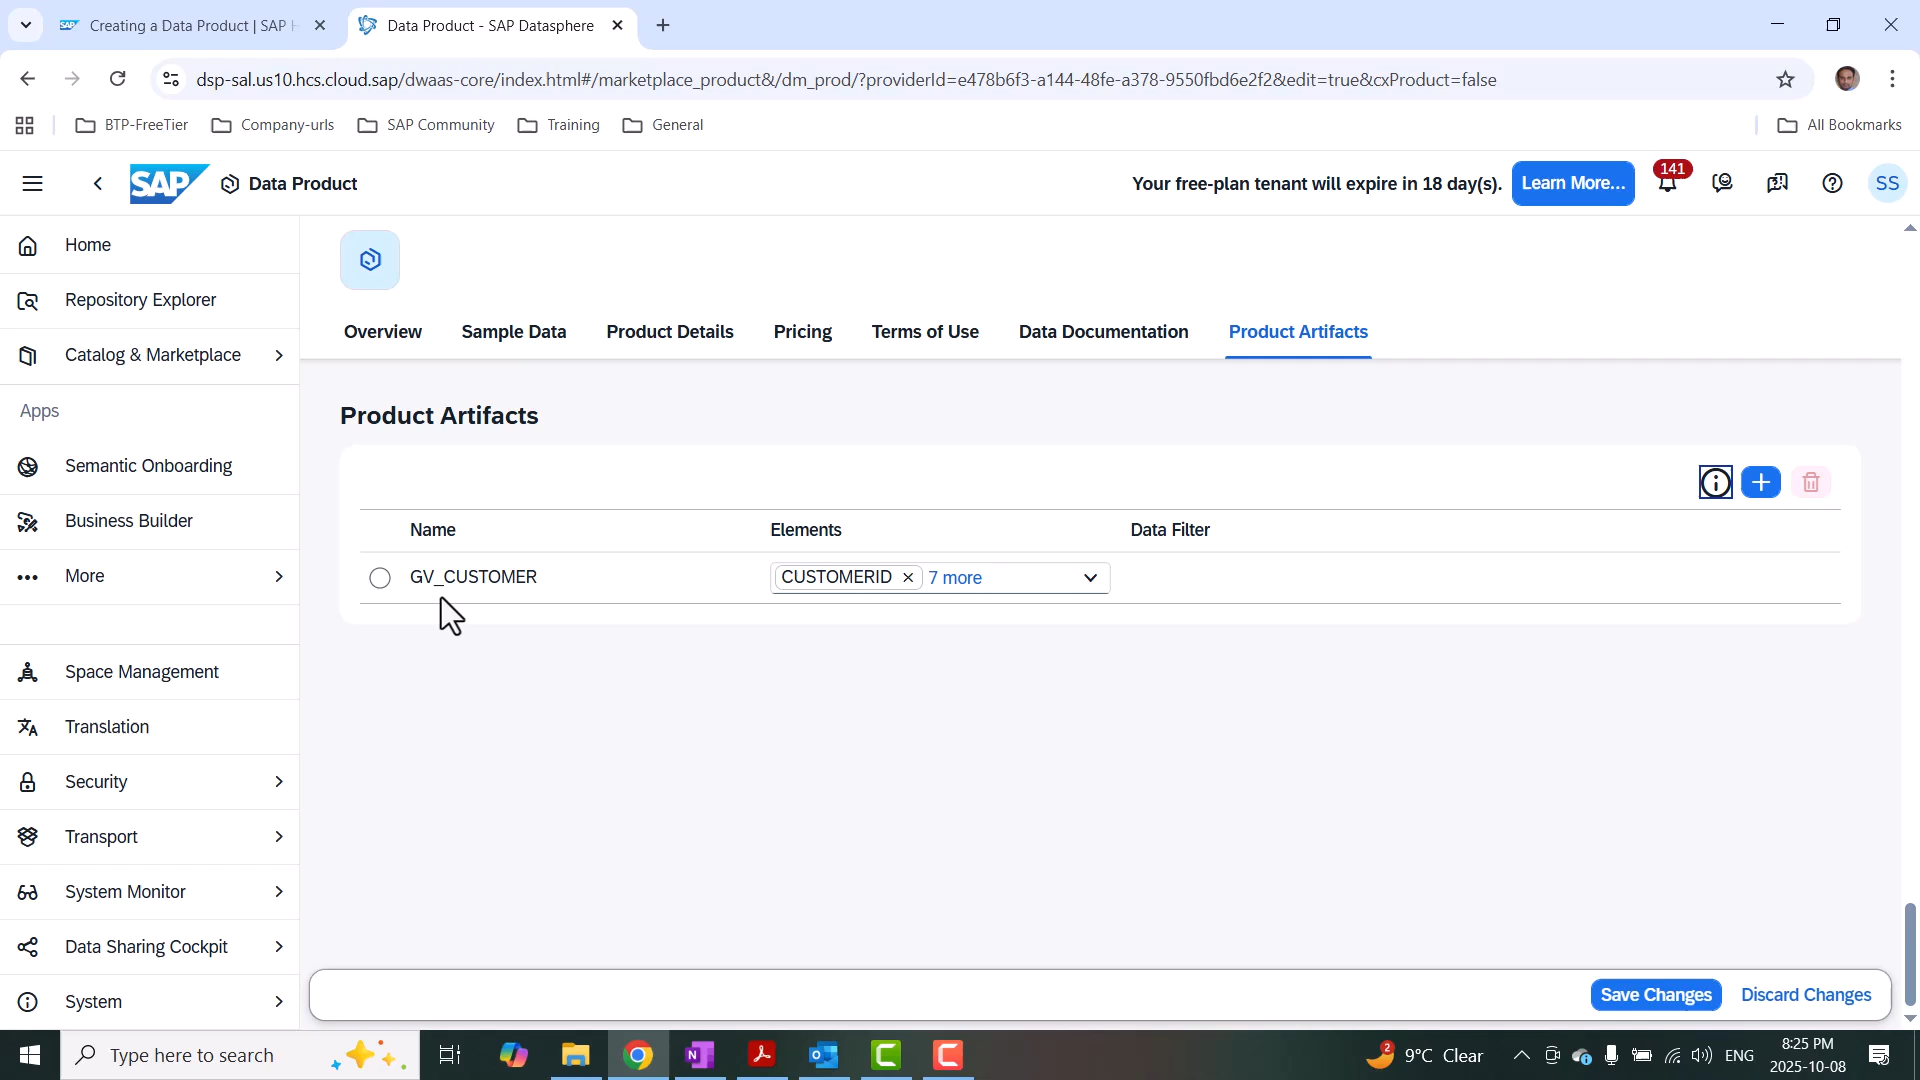 Creating a Data Product | SAP H
Data Product - SAP Datasphere
dsp-sal.us10.hcs.cloud.sap/dwaas-core/index.html#/marketplace_product&/dm_prod/?providerId=e478b6f3-a144-48fe-a378-9550fbd6e2f2&edit=true&cxProduct=false
BTP-FreeTier
Company-urls
SAP Community
Training
General
All Bookmarks
SAP
Data Product
Your free-plan tenant will expire in 18 day(s).
Learn More...
141
SS
Home
Repository Explorer
Catalog & Marketplace
Apps
Semantic Onboarding
Business Builder
More
Space Management
Translation
Security
Transport
System Monitor
Data Sharing Cockpit
System
Overview
Sample Data
Product Details
Pricing
Terms of Use
Data Documentation
Product Artifacts
Product Artifacts
Name
Elements
Data Filter
GV_CUSTOMER
CUSTOMERID
7 more
Save Changes
Discard Changes
Type here to search
2
9°C Clear
ENG
8:25 PM
2025-10-08